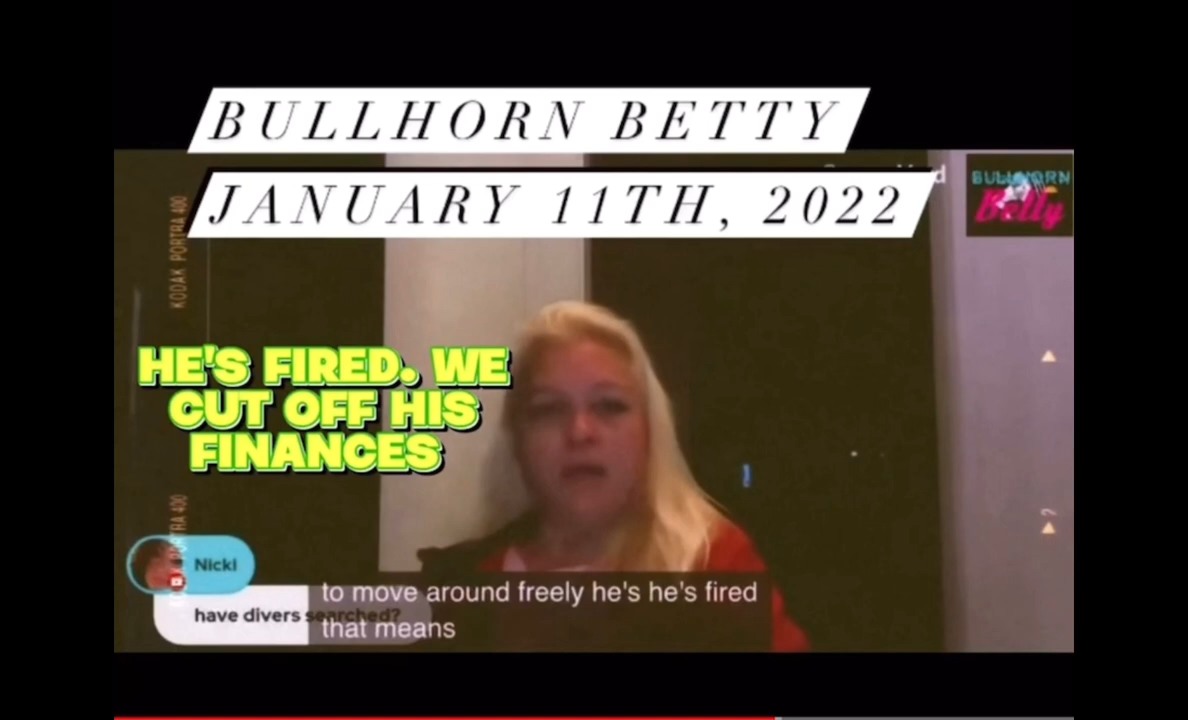 BULLHORN BETTY
JANUARY 11TH, 2022
BULLHORN
Betty
KODAK PORTRA 400
HE'S FIRED. WE
CUT OFF HIS
FINANCES
Nicki
have divers searched?
to move around freely he's he's fired
that means